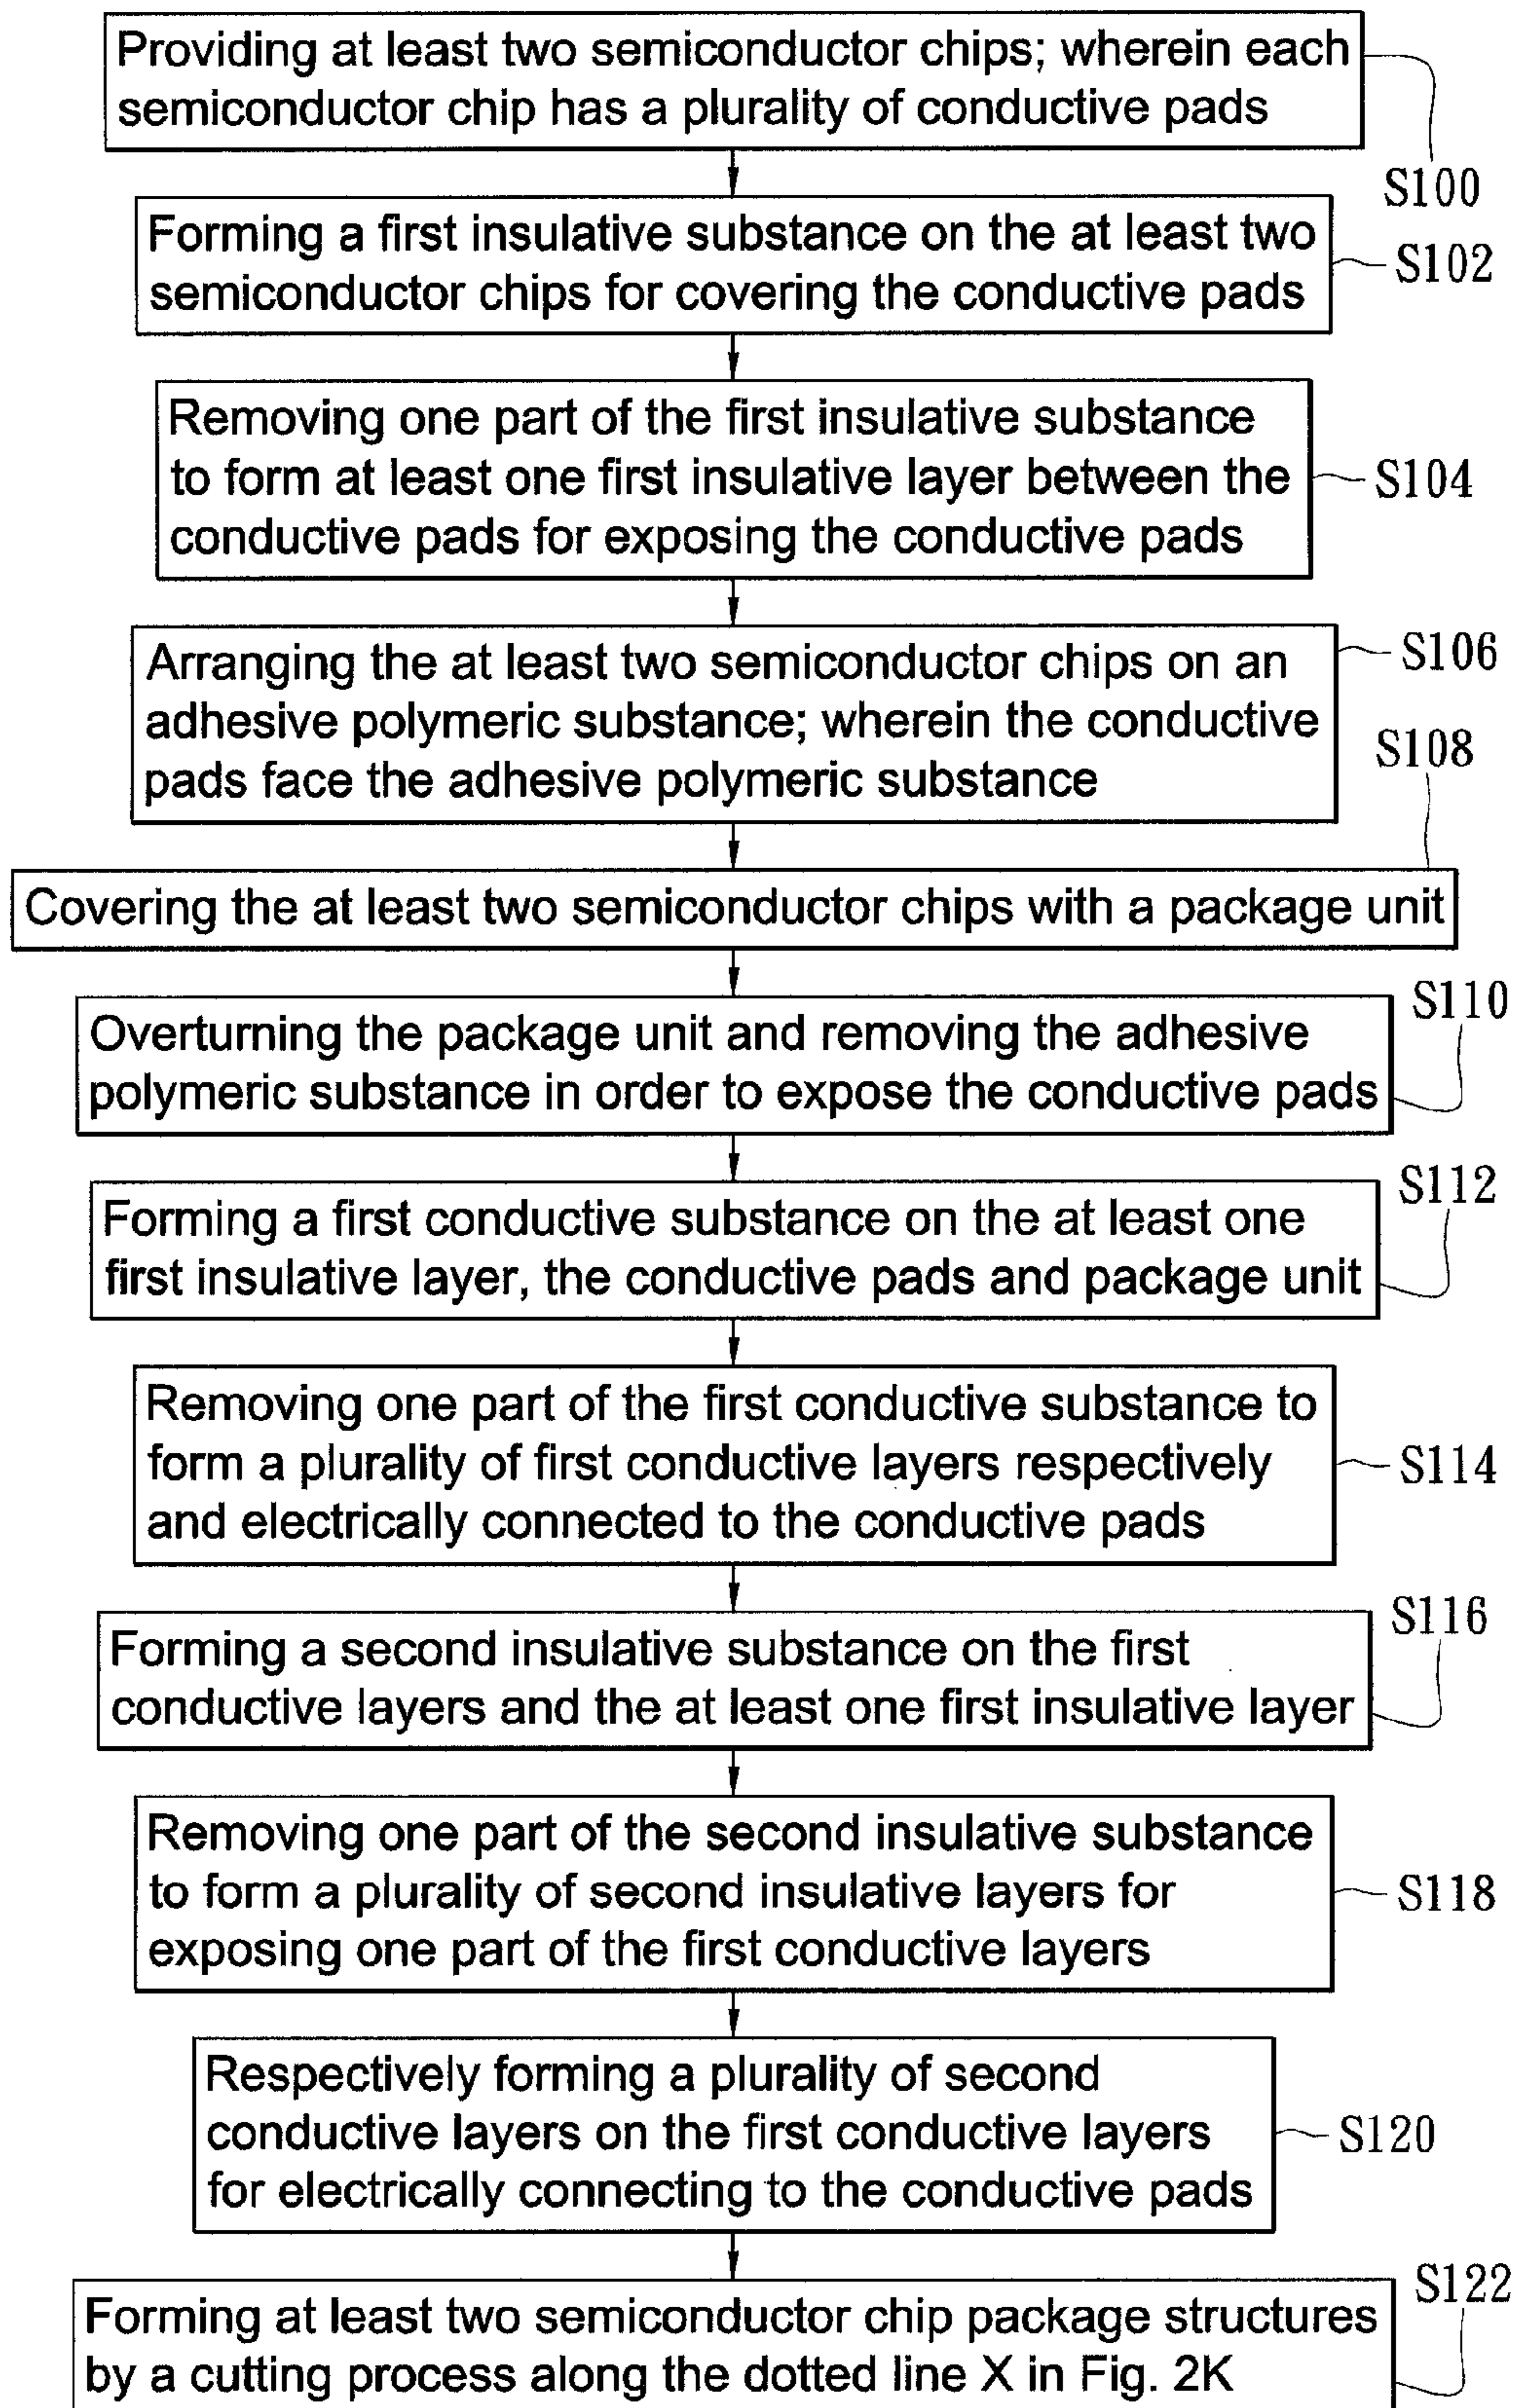 Providing at least two semiconductor chips; wherein each
semiconductor chip has a plurality of conductive pads
S100
Forming a first insulative substance on the at least two
semiconductor chips for covering the conductive pads
S102
Removing one part of the first insulative substance
to form at least one first insulative layer between the
conductive pads for exposing the conductive pads
S104
Arranging the at least two semiconductor chips on an
adhesive polymeric substance; wherein the conductive
pads face the adhesive polymeric substance
S106
S108
Covering the at least two semiconductor chips with a package unit
Overturning the package unit and removing the adhesive
polymeric substance in order to expose the conductive pads
S110
Forming a first conductive substance on the at least one
first insulative layer, the conductive pads and package unit
S112
Removing one part of the first conductive substance to
form a plurality of first conductive layers respectively
and electrically connected to the conductive pads
S114
Forming a second insulative substance on the first
conductive layers and the at least one first insulative layer
S116
Removing one part of the second insulative substance
to form a plurality of second insulative layers for
exposing one part of the first conductive layers
S118
Respectively forming a plurality of second
conductive layers on the first conductive layers
for electrically connecting to the conductive pads
S120
Forming at least two semiconductor chip package structures
by a cutting process along the dotted line X in Fig. 2K
S122